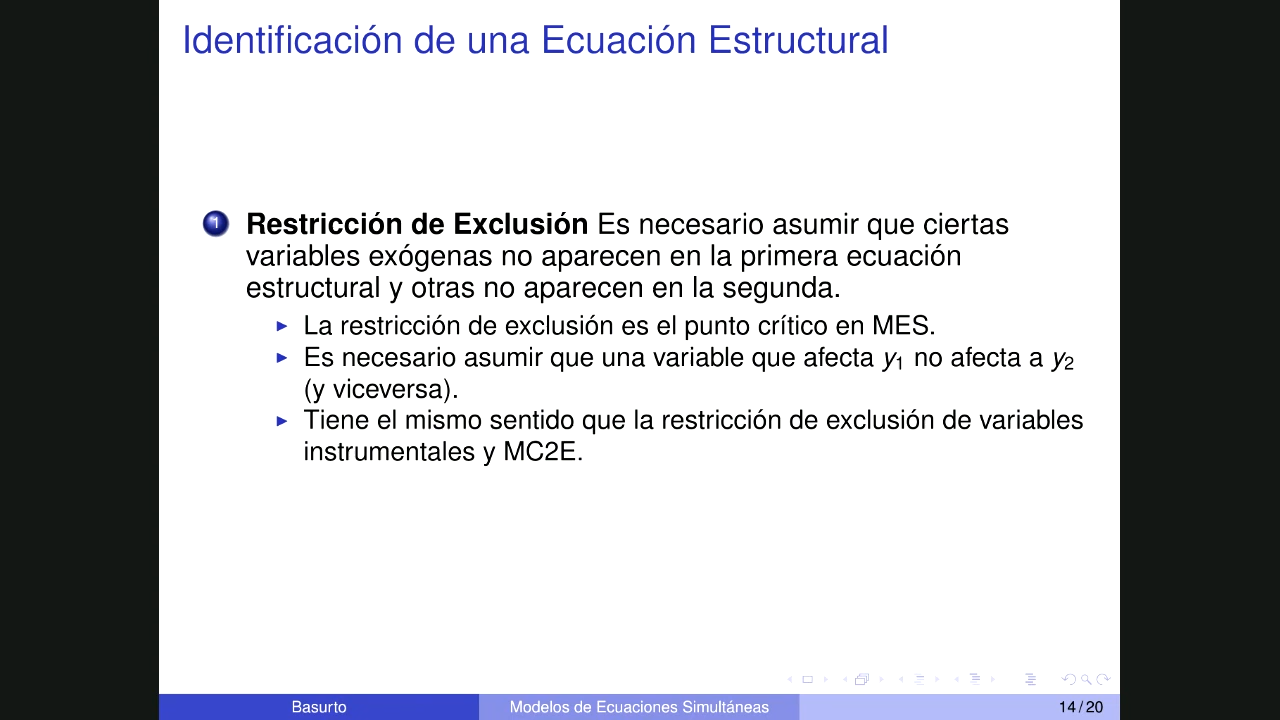 Identificación de una Ecuación Estructural
1 Restricción de Exclusión Es necesario asumir que ciertas
variables exógenas no aparecen en la primera ecuación
estructural y otras no aparecen en la segunda.
La restricción de exclusión es el punto crítico en MES.
Es necesario asumir que una variable que afecta y₁ no afecta a y₂
(y viceversa).
Tiene el mismo sentido que la restricción de exclusión de variables
instrumentales y MC2E.
Basurto Modelos de Ecuaciones Simultáneas 14 / 20